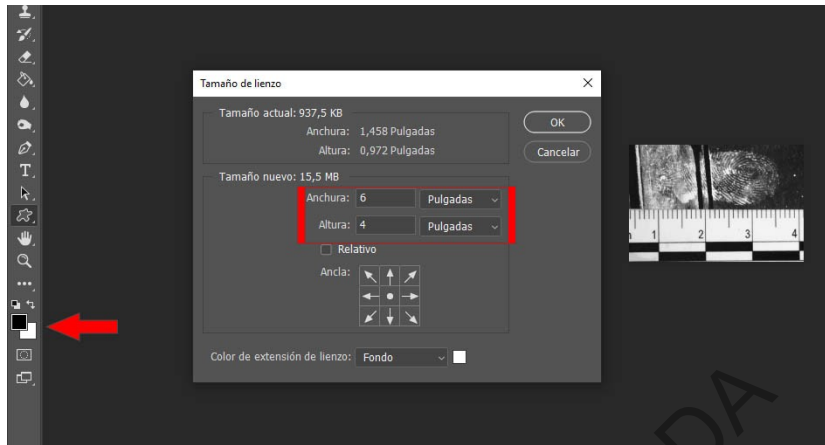 Tamaño de lienzo
Tamaño actual: 937,5 KB
Anchura: 1,458 Pulgadas
Altura: 0,972 Pulgadas
OK
Cancelar
Tamaño nuevo: 15,5 MB
Anchura: 6 Pulgadas
Altura: 4 Pulgadas
Relativo
Ancla:
Color de extensión de lienzo: Fondo
1 2 3 4
T
DA